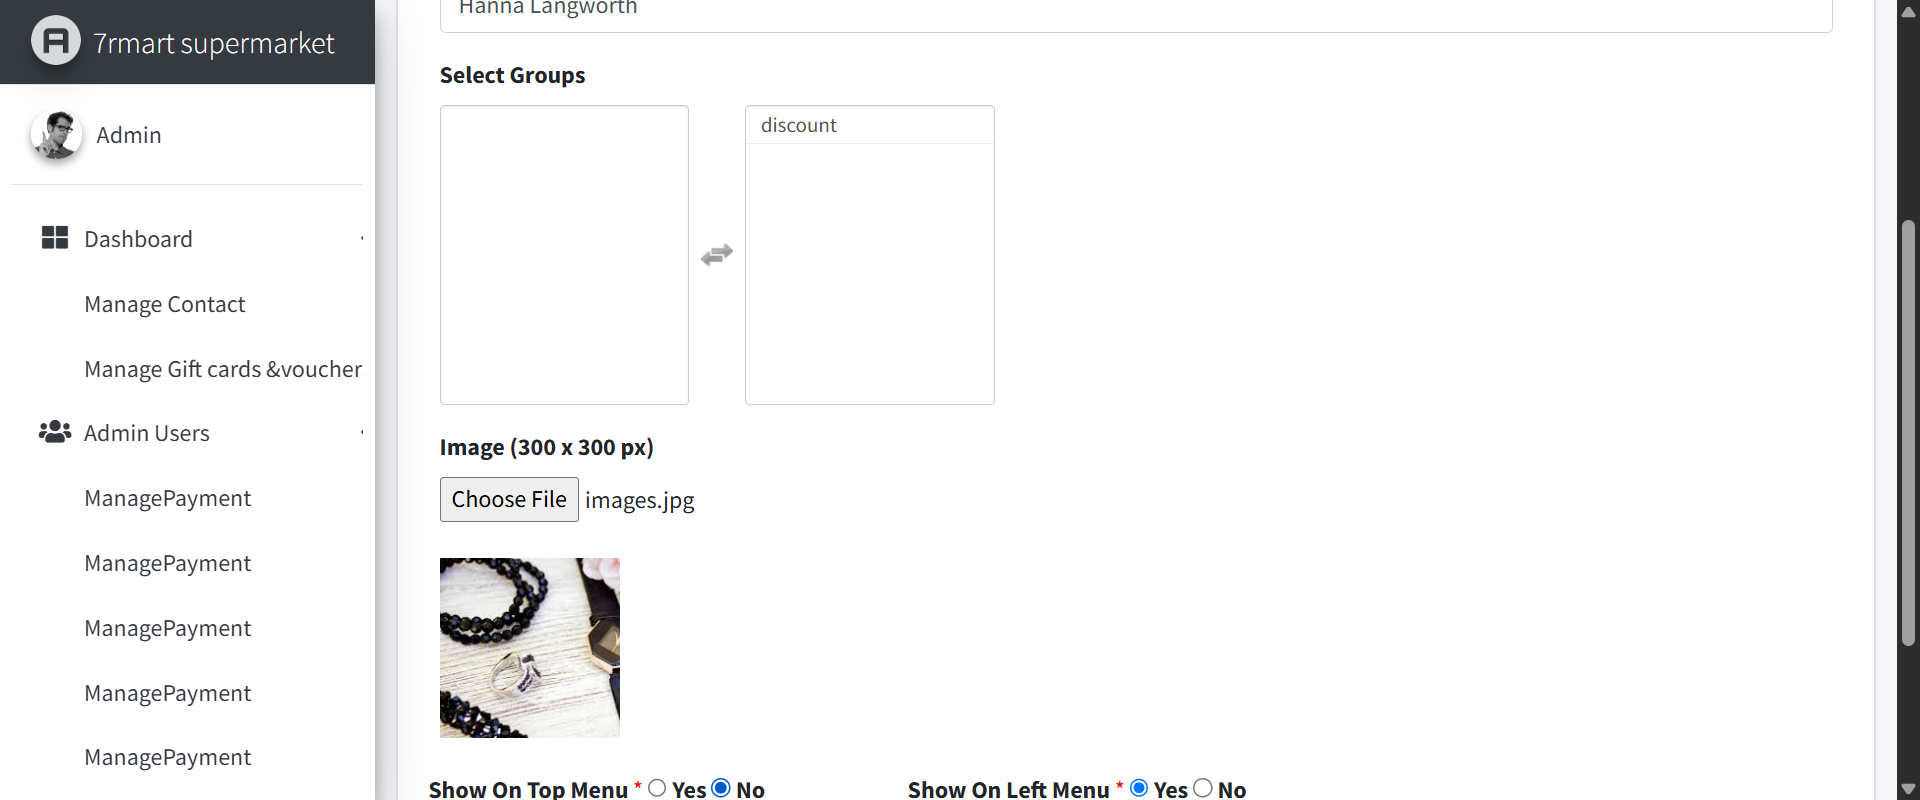 7rmart supermarket
Admin
Dashboard
Manage Contact
Manage Gift cards &voucher
Admin Users
ManagePayment
ManagePayment
ManagePayment
ManagePayment
ManagePayment
Hanna Langworth
Select Groups
discount
Image (300 x 300 px)
Choose File images.jpg
Show On Top Menu * Yes No Show On Left Menu * Yes No